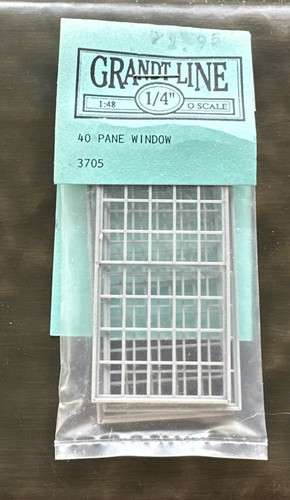 GRANDT LINE
1:48 1/4" O SCALE
40 PANE WINDOW
3705